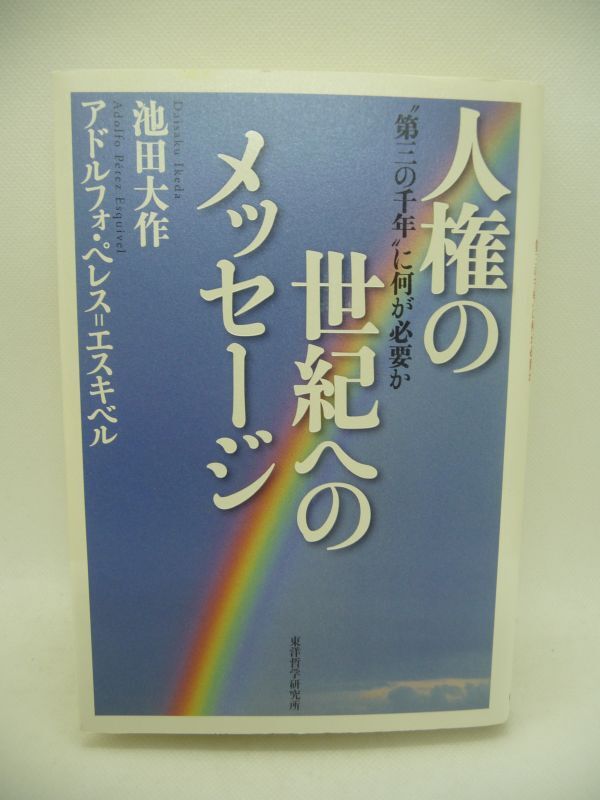 人権の
世紀への
メッセージ
〝第三の千年〟に何が必要か
Daisaku Ikeda
池田大作
Adolfo Pérez Esquivel
アドルフォ・ペレス=エスキベル
東洋哲学研究所